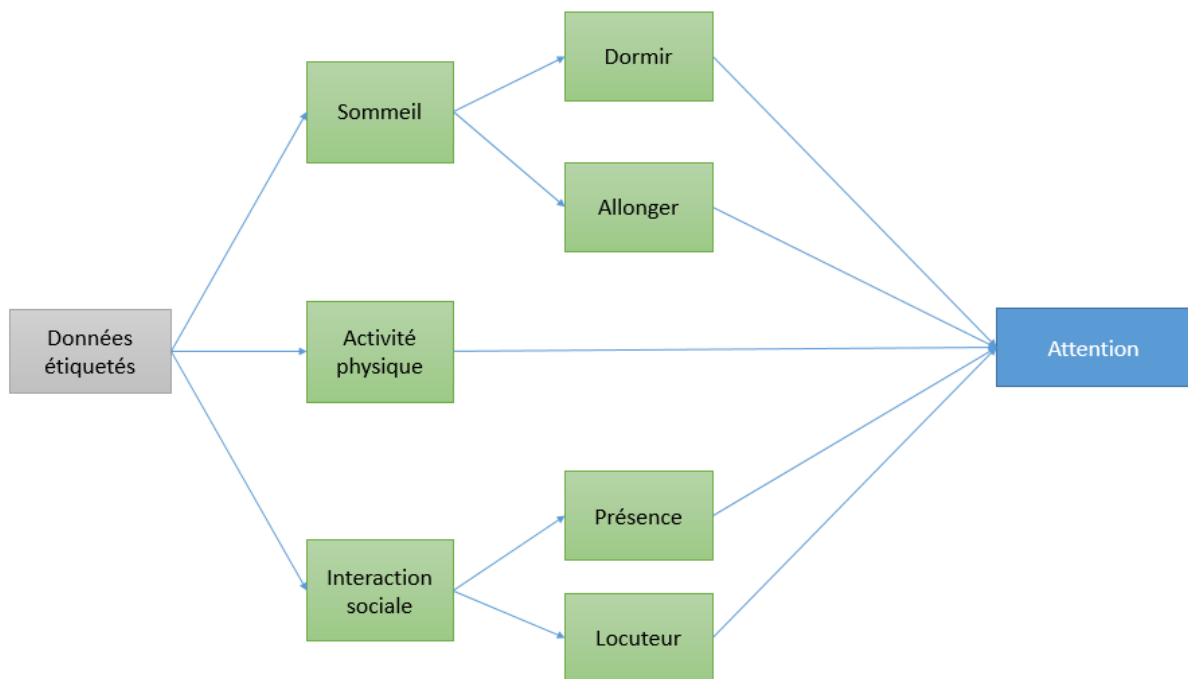 Dormir
Sommeil
Allonger
Données
étiquetés
Activité
physique
Attention
Présence
Interaction
sociale
Locuteur